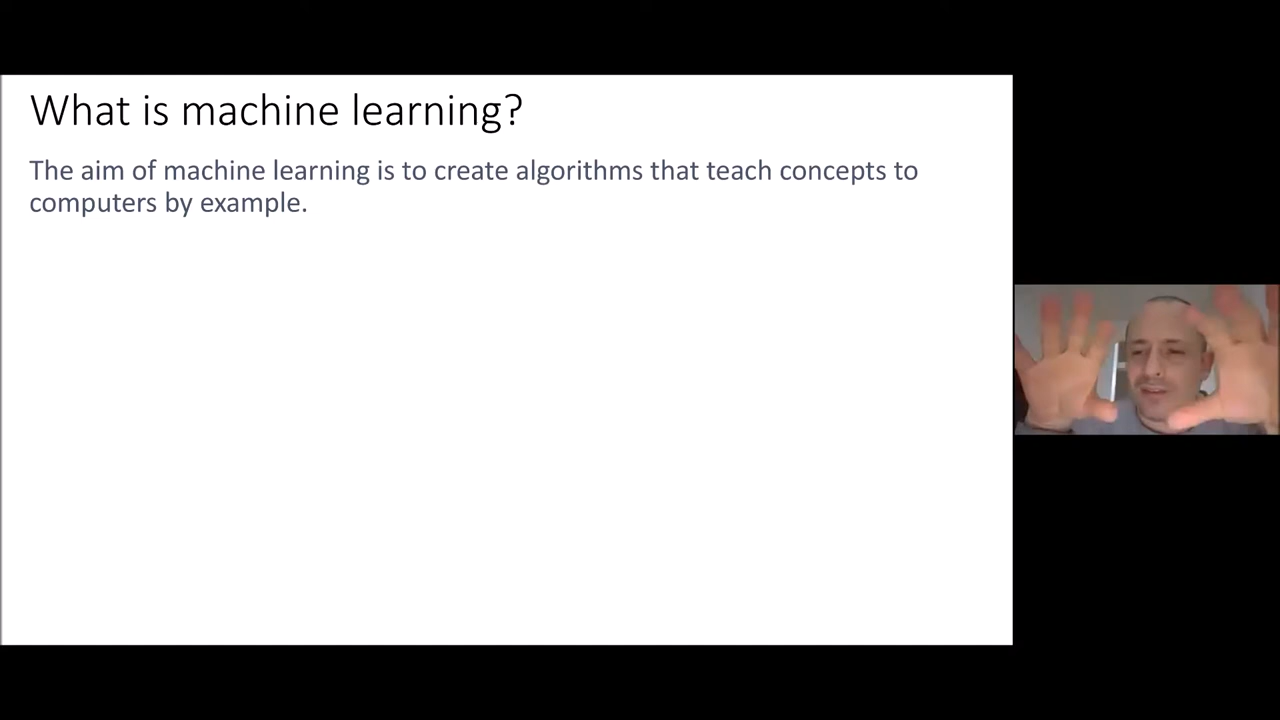 What is machine learning?
The aim of machine learning is to create algorithms that teach concepts to
computers by example.